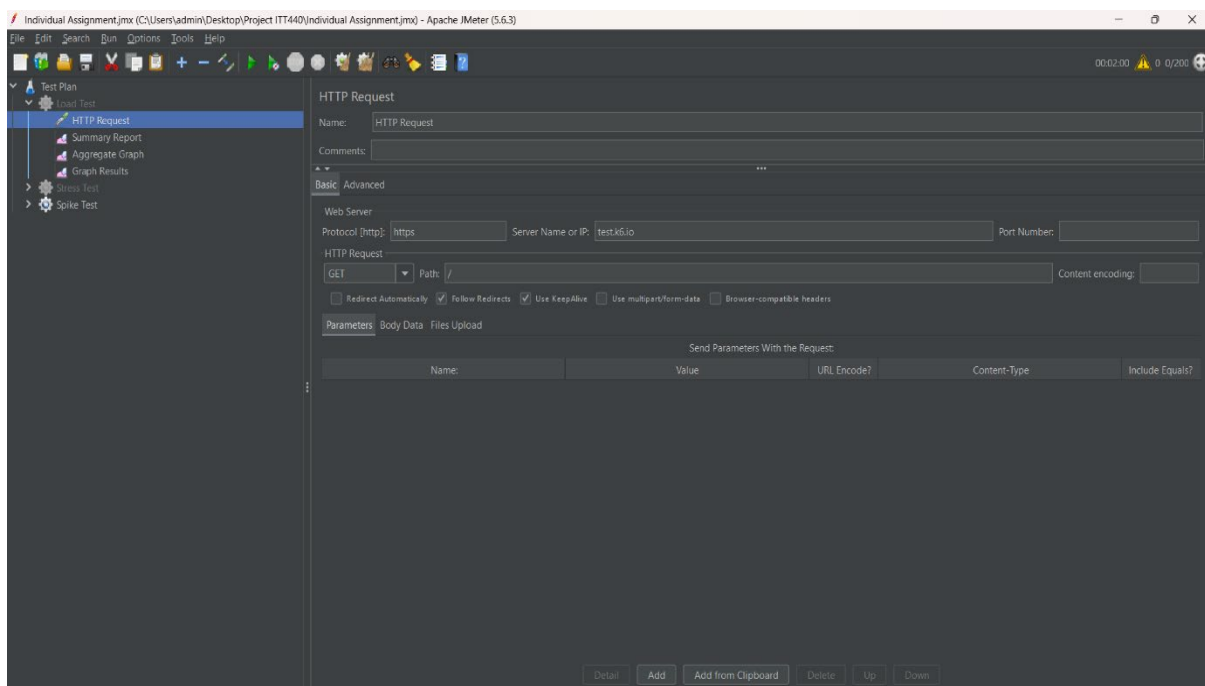 Individual Assignment.jmx (C:\Users\admin\Desktop\Project ITT440\Individual Assignment.jmx) - Apache JMeter (5.6.3)
File Edit Search Run Options Tools Help
00:02:00 0 0/200
Test Plan
Load Test
HTTP Request
Summary Report
Aggregate Graph
Graph Results
Stress Test
Spike Test
HTTP Request
Name: HTTP Request
Comments:
Basic Advanced
Web Server
Protocol [http]: https Server Name or IP: test.k6.io Port Number:
HTTP Request
GET Path: / Content encoding:
Redirect Automatically Follow Redirects Use KeepAlive Use multipart/form-data Browser-compatible headers
Parameters Body Data Files Upload
Send Parameters With the Request:
Name: Value URL Encode? Content-Type Include Equals?
Detail Add Add from Clipboard Delete Up Down